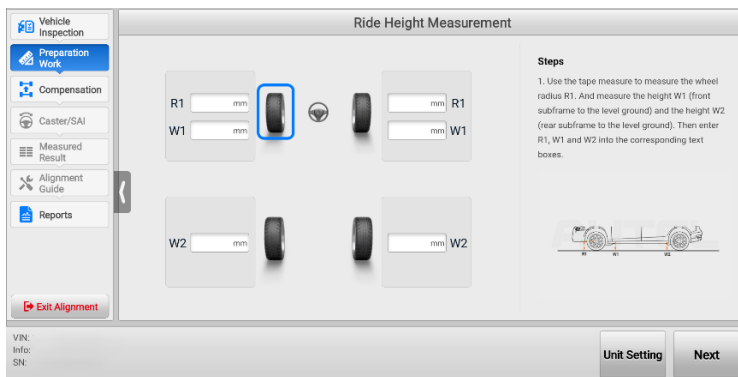 Vehicle
Inspection
Preparation
Work
Compensation
Caster/SAI
Measured
Result
Alignment
Guide
Reports
Exit Alignment
Ride Height Measurement
R1 mm
mm R1
W1 mm
mm W1
W2 mm
mm W2
Steps
1. Use the tape measure to measure the wheel
radius R1. And measure the height W1 (front
subframe to the level ground) and the height W2
(rear subframe to the level ground). Then enter
R1, W1 and W2 into the corresponding text
boxes.
W1
W2
VIN:
Info:
SN:
Unit Setting
Next